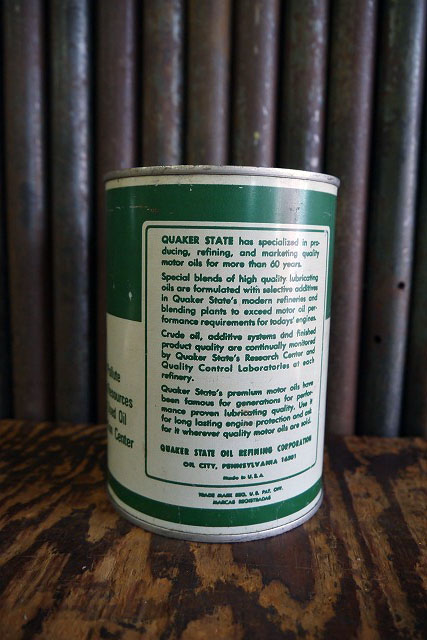 QUAKER STATE has specialized in pro-
ducing, refining, and marketing quality
motor oils for more than 60 years.
Special blends of high quality lubricating
oils are formulated with selective additives
in Quaker State's modern refineries and
blending plants to exceed motor oil per-
formance requirements for todays' engines.
Crude oil, additive systems and finished
product quality are continually monitored
by Quaker State's Research Center and
Quality Control Laboratories at each
refinery.
Quaker State's premium motor oils have
been famous for generations for perfor-
mance proven lubricating quality. Use it
for long lasting engine protection and ask
for it wherever quality motor oils are sold.
QUAKER STATE OIL REFINING CORPORATION
OIL CITY, PENNSYLVANIA 16301
Made in U.S.A.
TRADE MARK REG. U.S. PAT. OFF.
MARCAS REGISTRADAS
llute
esources
ed Oil
Center